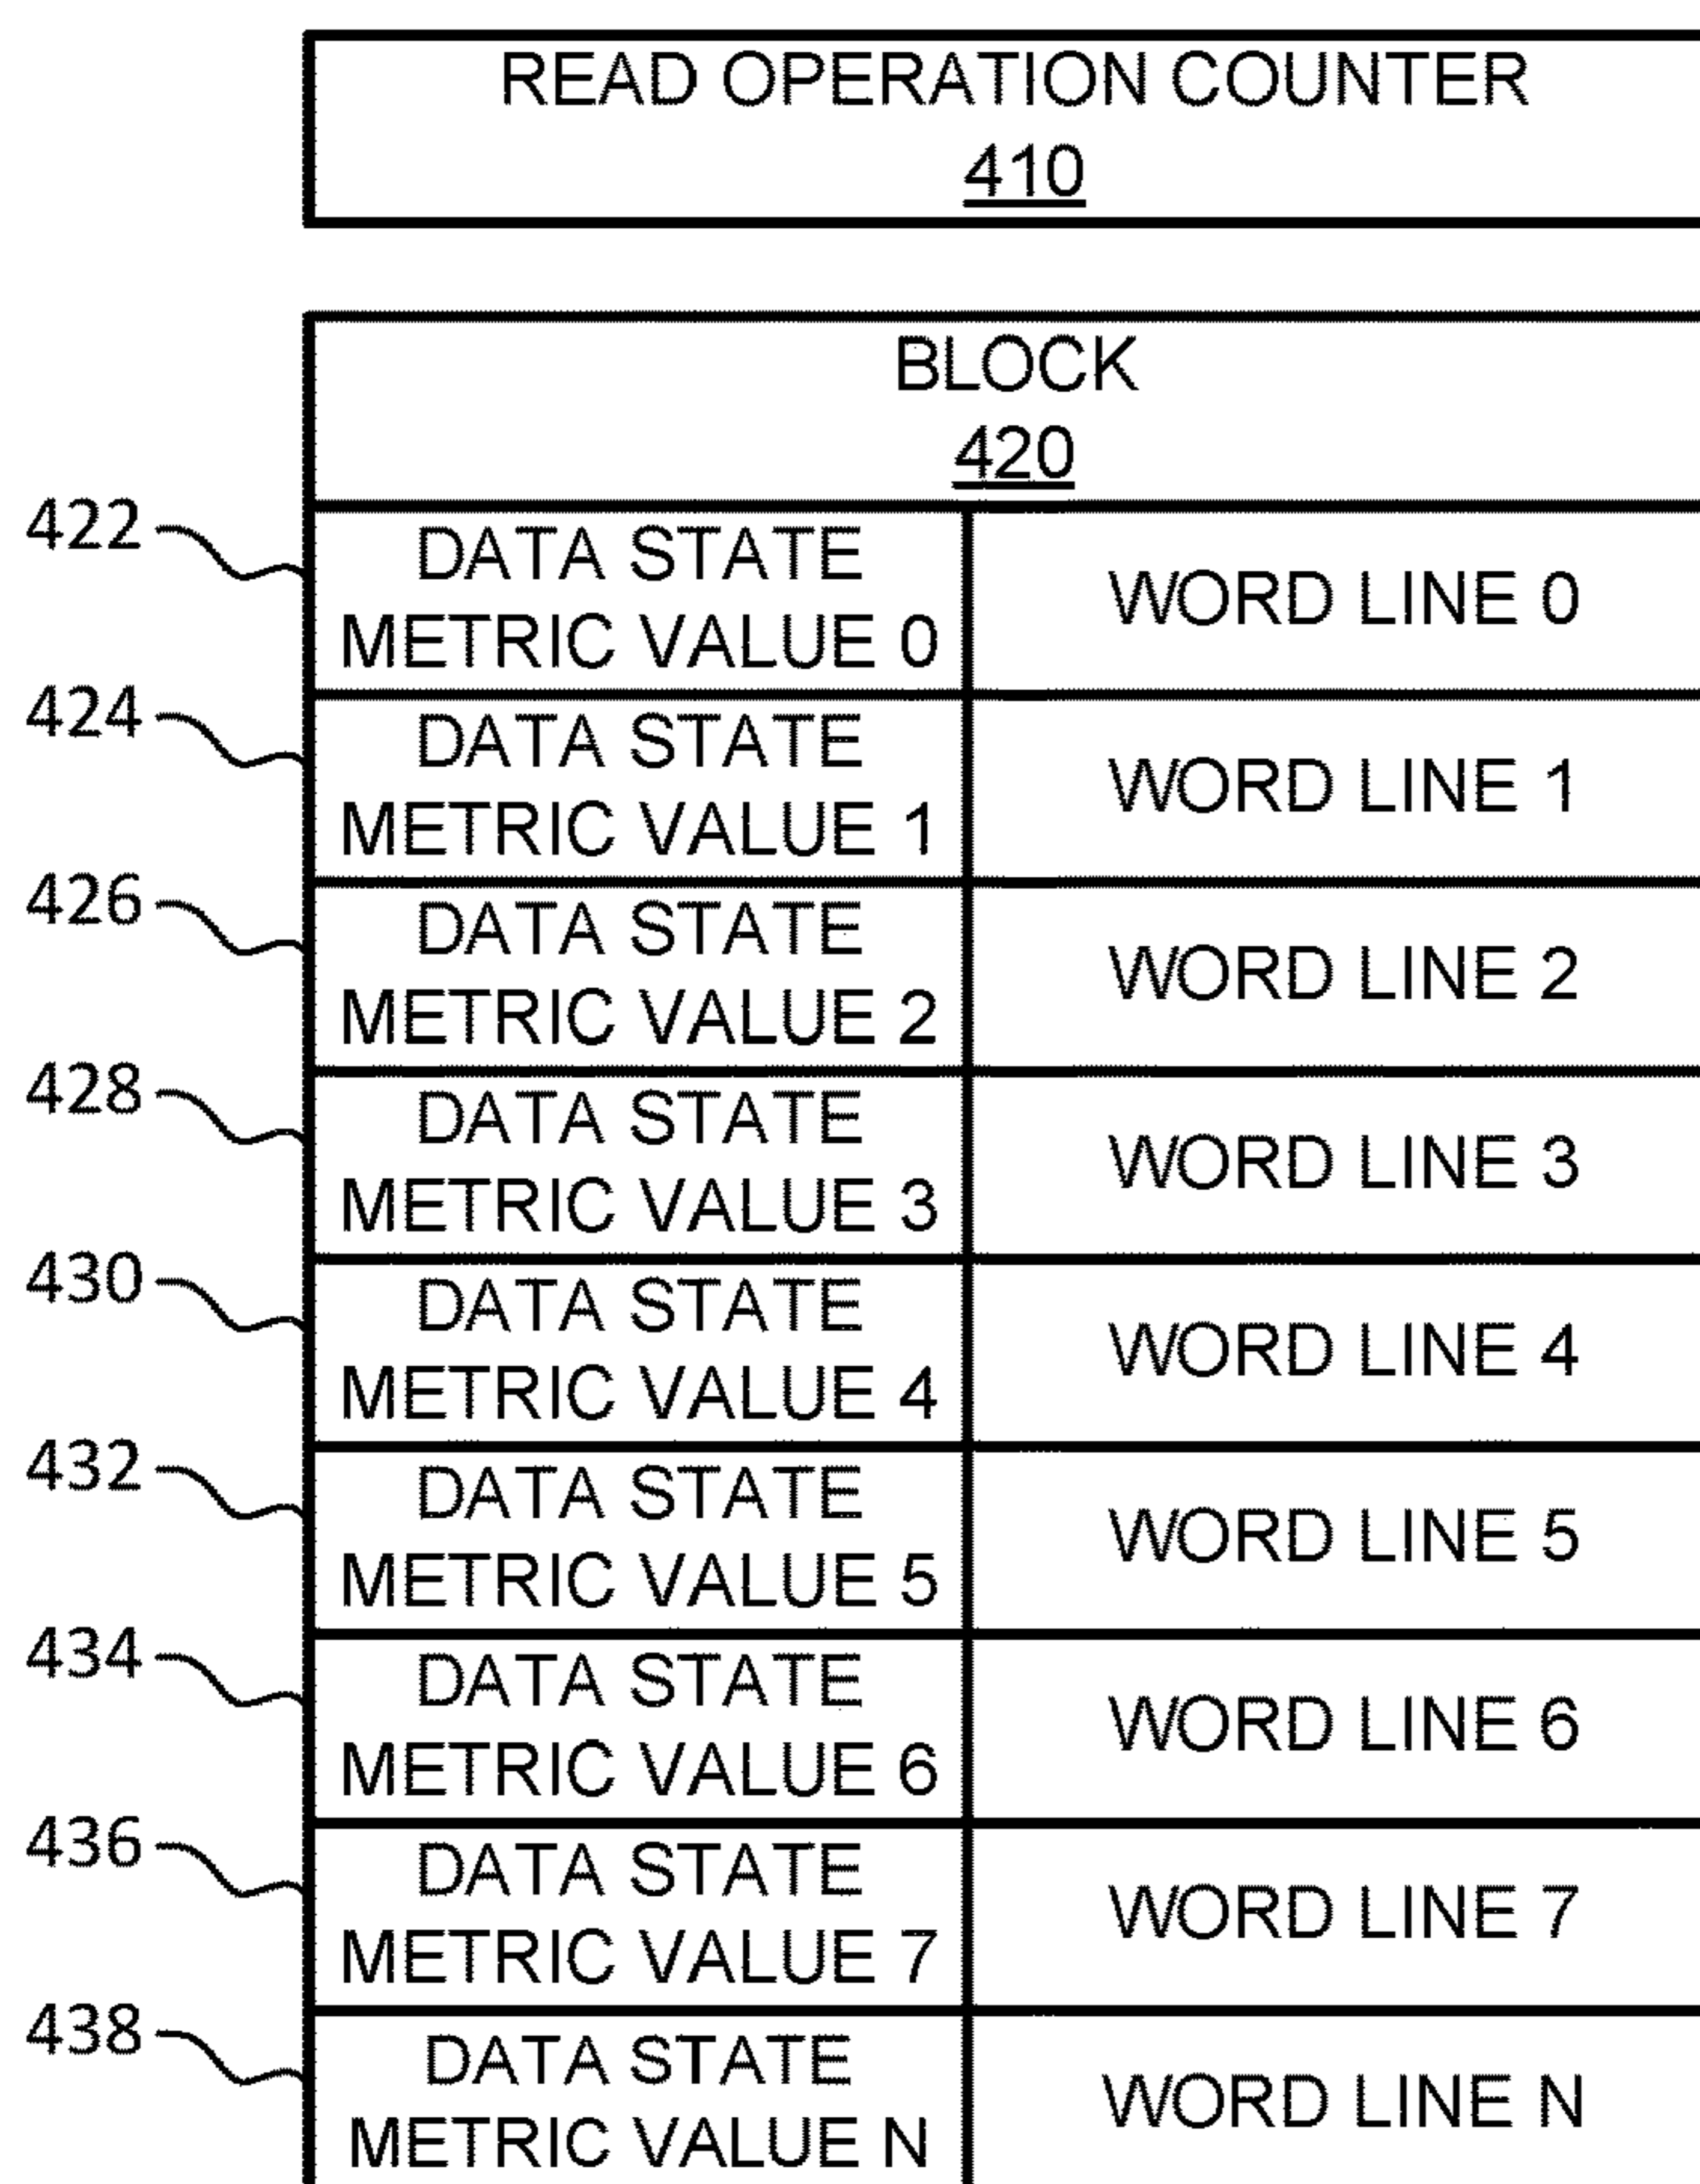 READ OPERATION COUNTER
410
BLOCK
420
422
DATA STATE
METRIC VALUE 0
WORD LINE 0
424
DATA STATE
METRIC VALUE 1
WORD LINE 1
426
DATA STATE
METRIC VALUE 2
WORD LINE 2
428
DATA STATE
METRIC VALUE 3
WORD LINE 3
430
DATA STATE
METRIC VALUE 4
WORD LINE 4
432
DATA STATE
METRIC VALUE 5
WORD LINE 5
434
DATA STATE
METRIC VALUE 6
WORD LINE 6
436
DATA STATE
METRIC VALUE 7
WORD LINE 7
438
DATA STATE
METRIC VALUE N
WORD LINE N